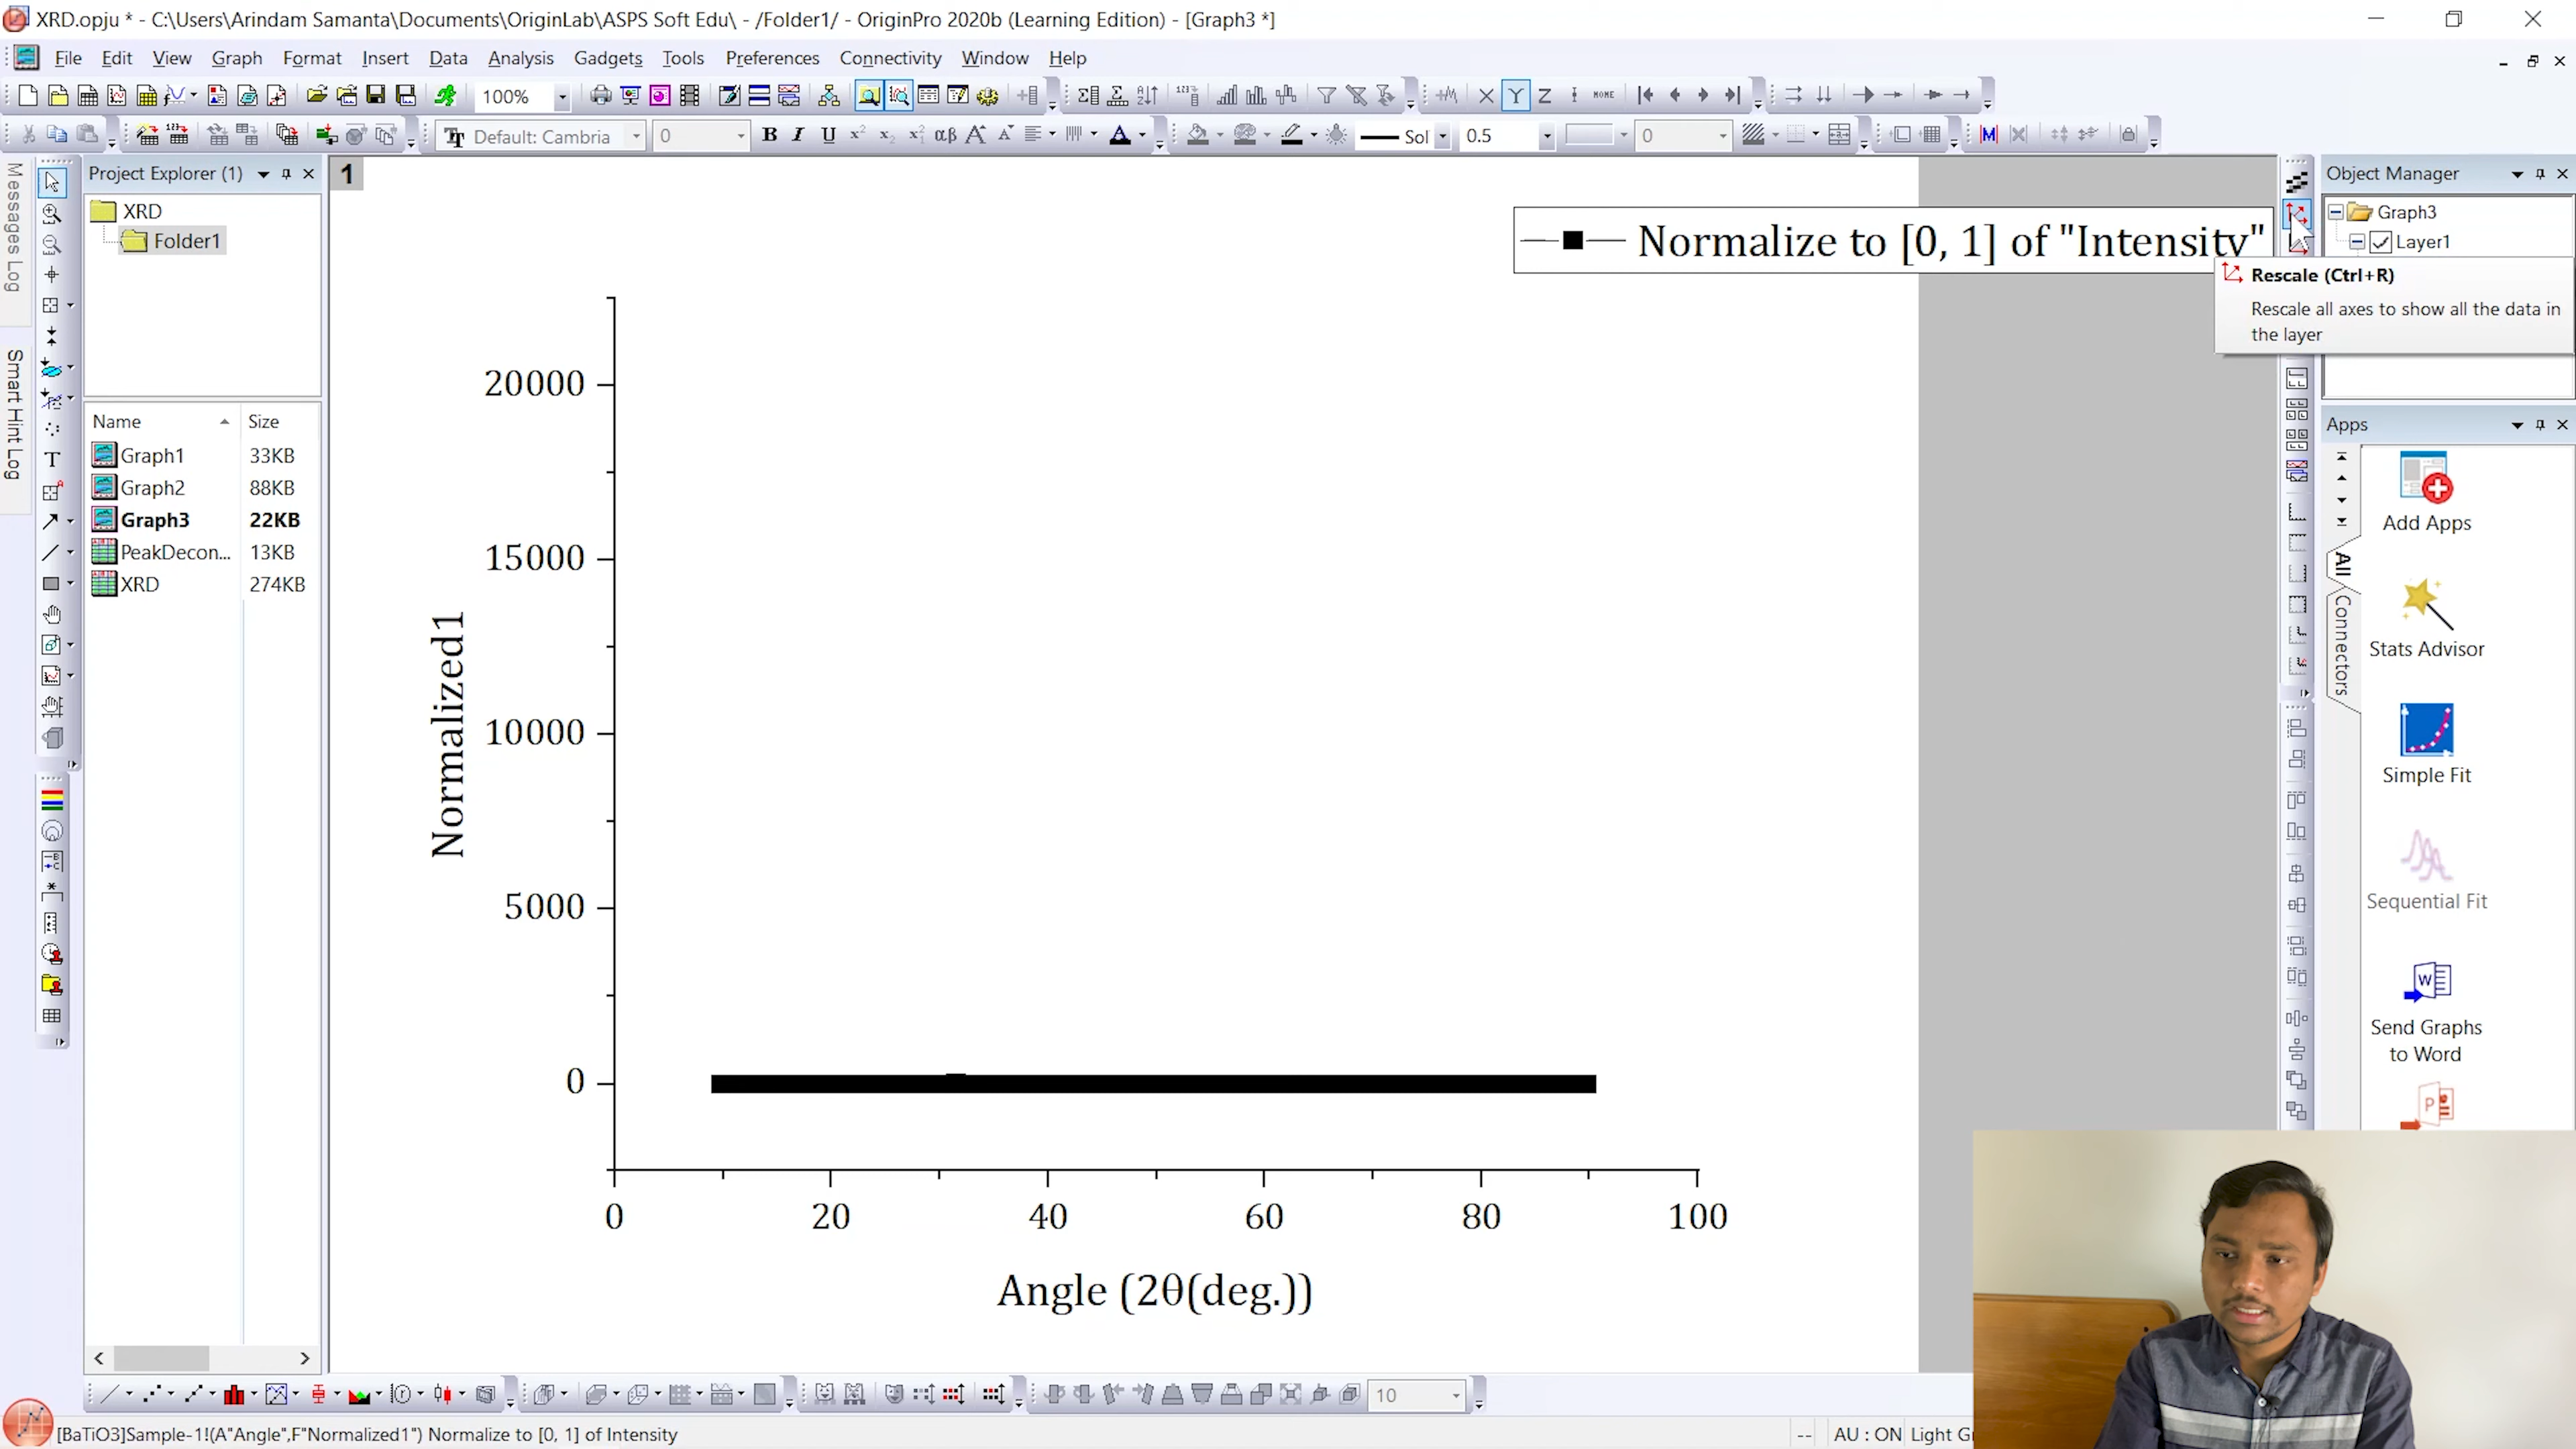 XRD.opju * - C:\Users\Arindam Samanta\Documents\OriginLab\ASPS Soft Edu\ - /Folder1/ - OriginPro 2020b (Learning Edition) - [Graph3 *]
File Edit View Graph Format Insert Data Analysis Gadgets Tools Preferences Connectivity Window Help
100%
X Y Z
Default: Cambria 0 B I U Sol 0.5 0
Messages Log
Smart Hint Log
Project Explorer (1)
XRD
Folder1
Name Size
Graph1 33KB
Graph2 88KB
Graph3 22KB
PeakDecon... 13KB
XRD 274KB
1
Normalize to [0, 1] of "Intensity"
20000
15000
10000
5000
0
Normalized1
0 20 40 60 80 100
Angle (2θ(deg.))
Object Manager
Graph3
Layer1
Rescale (Ctrl+R)
Rescale all axes to show all the data in
the layer
Apps
All
Connectors
Add Apps
Stats Advisor
Simple Fit
Sequential Fit
Send Graphs
to Word
10
[BaTiO3]Sample-1!(A"Angle",F"Normalized1") Normalize to [0, 1] of Intensity
-- AU : ON Light